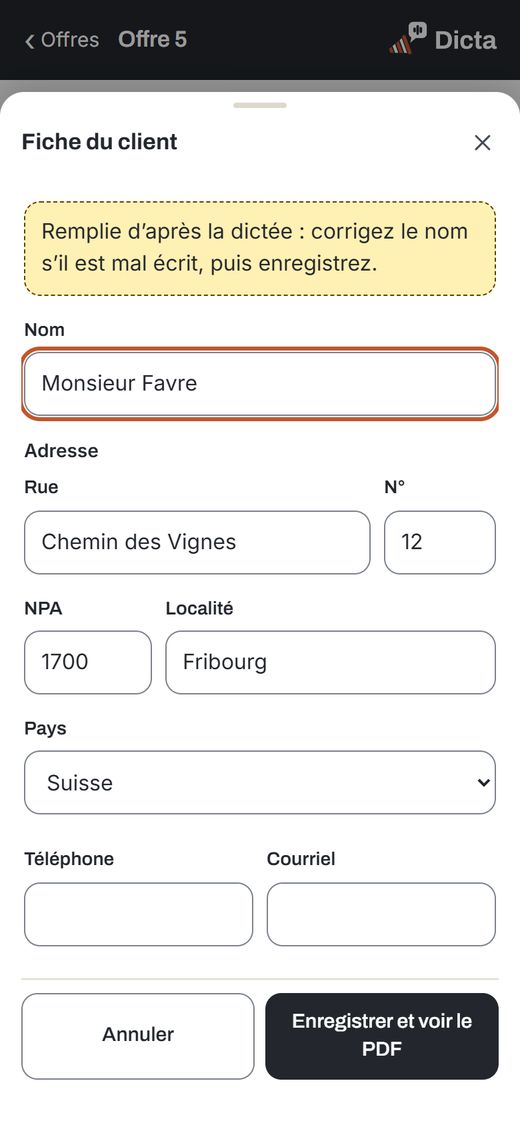 Offres Offre 5 Dicta
Fiche du client
Remplie d’après la dictée : corrigez le nom
s’il est mal écrit, puis enregistrez.
Nom
Monsieur Favre
Adresse
Rue N°
Chemin des Vignes 12
NPA Localité
1700 Fribourg
Pays
Suisse
Téléphone Courriel
Annuler Enregistrer et voir le
PDF